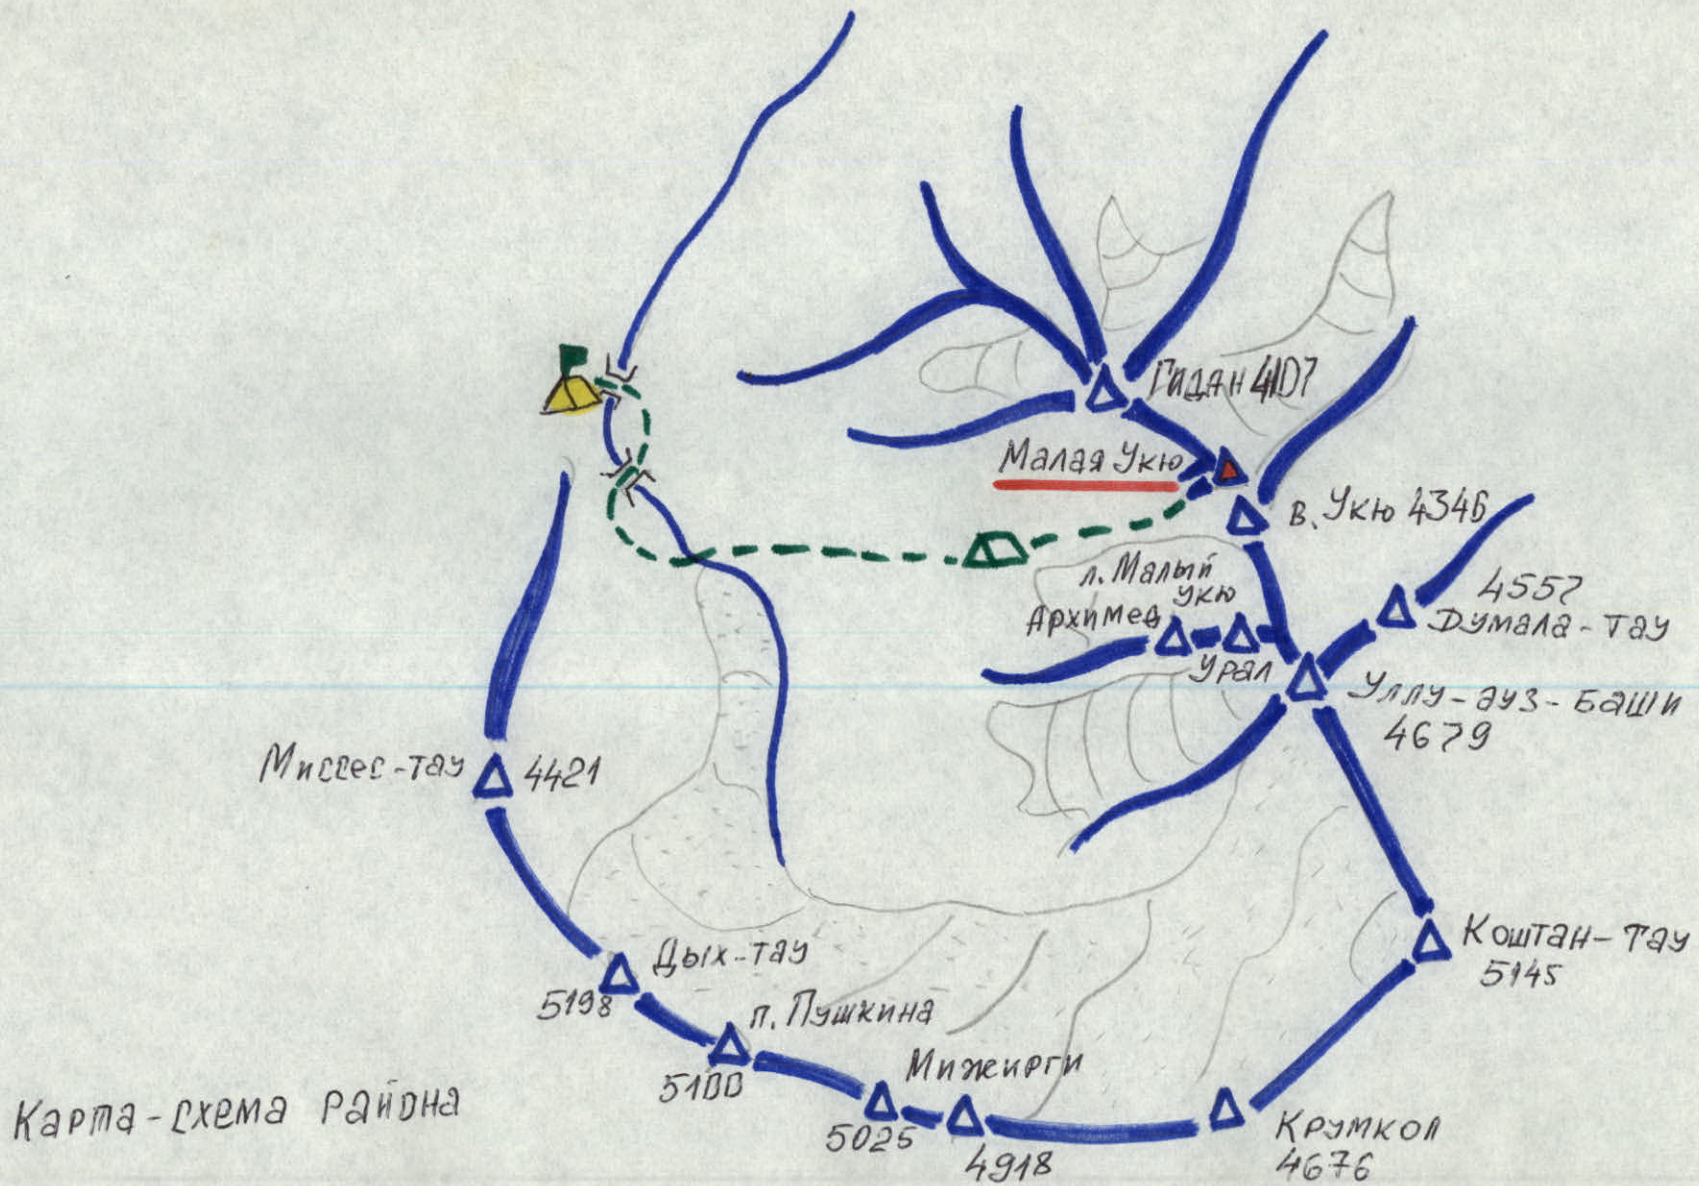 Гидан 4107
Малая Укю
В. Укю 4346
л. Малый
Укю
Архимед
Урал
4557
Думала-тау
Уллу-ауз-баши
4679
Миссес-тау 4421
Коштан-тау
5145
Дых-тау
5198
п. Пушкина
5100
Мижирги
5025
4918
Крумкол
4676
Карта-схема района